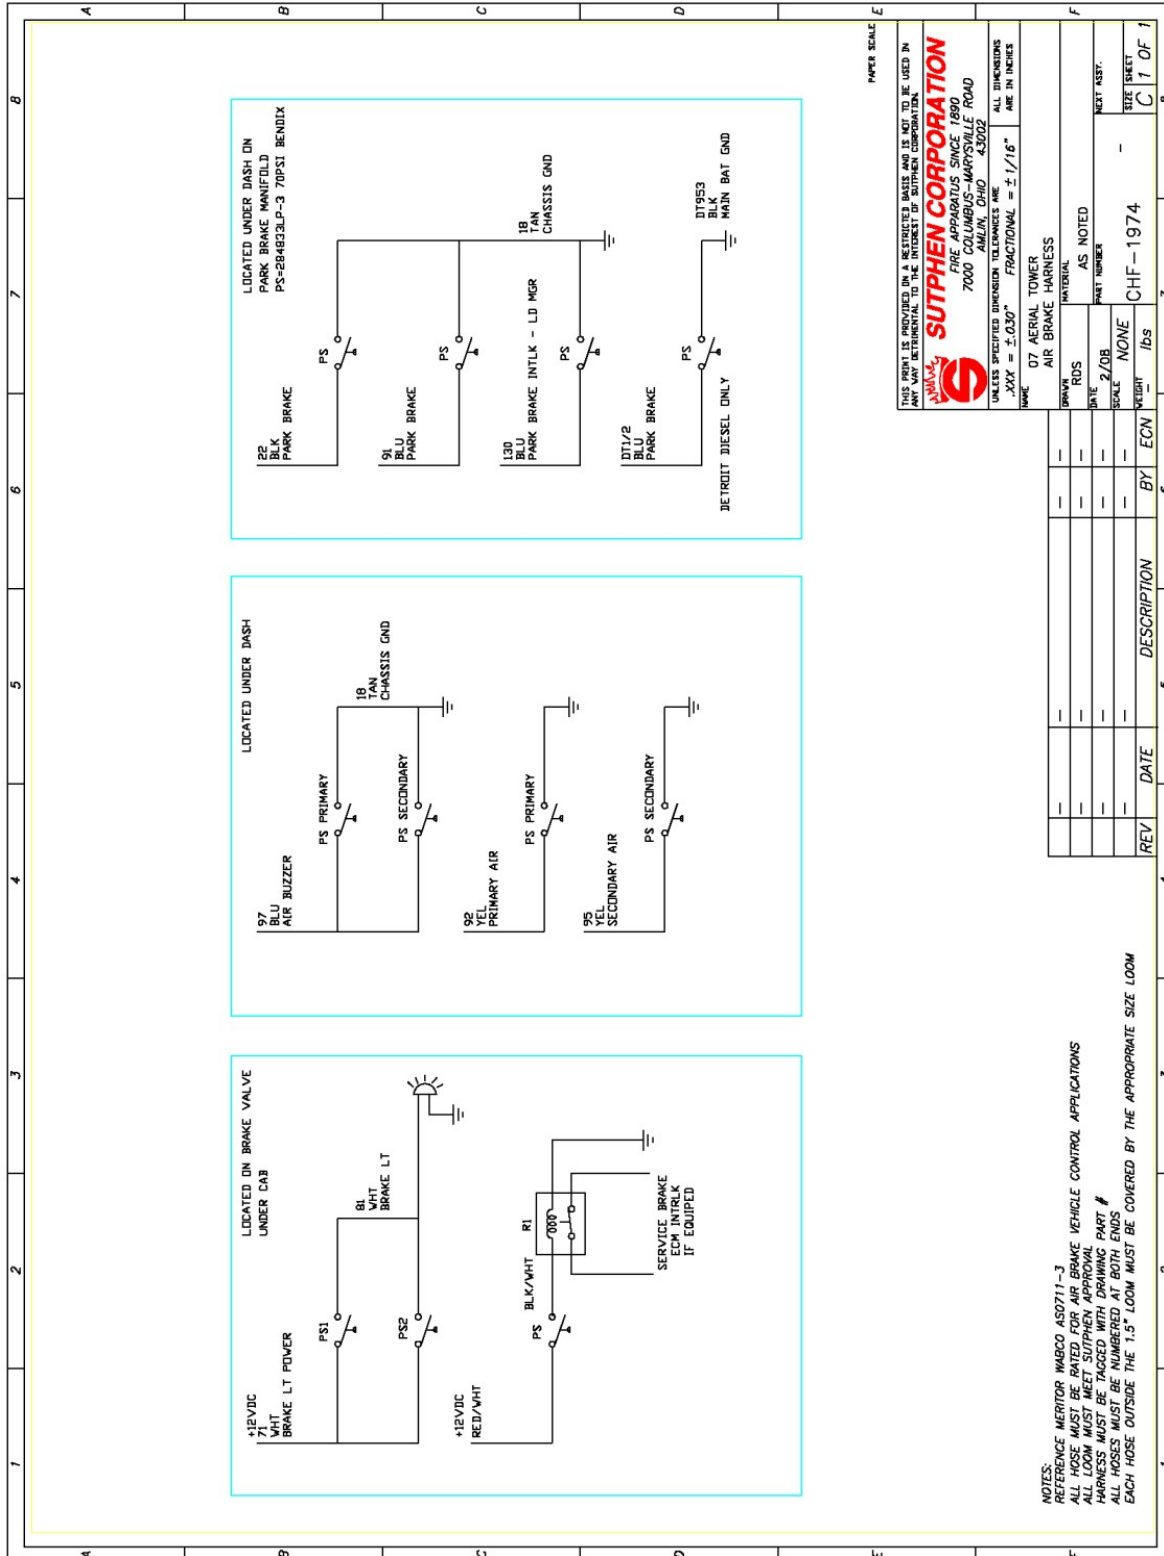 1 2 3 4 5 6 7 8
A
B
C
D
E
F
LOCATED ON BRAKE VALVE
UNDER CAB
+12VDC
71
WHT
BRAKE LT POWER
PS1
PS2
81
WHT
BRAKE LT
+12VDC
RED/WHT
PS
BLK/WHT
R1
SERVICE BRAKE
ECM INTRLK
IF EQUIPED
LOCATED UNDER DASH
97
BLU
AIR BUZZER
PS PRIMARY
PS SECONDARY
18
TAN
CHASSIS GND
92
YEL
PRIMARY AIR
PS PRIMARY
95
YEL
SECONDARY AIR
PS SECONDARY
LOCATED UNDER DASH ON
PARK BRAKE MANIFOLD
PS=284833LP-3 70PSI BENDIX
22
BLK
PARK BRAKE
PS
91
BLU
PARK BRAKE
PS
130
BLU
PARK BRAKE INTLK - LD MGR
PS
18
TAN
CHASSIS GND
DT1/2
BLU
PARK BRAKE
PS
DT953
BLK
MAIN BAT GND
DETROIT DIESEL ONLY
NOTES:
REFERENCE MERITOR WABCO AS0711-3
ALL HOSE MUST BE RATED FOR AIR BRAKE VEHICLE CONTROL APPLICATIONS
ALL LOOM MUST MEET SUTPHEN APPROVAL
HARNESS MUST BE TAGGED WITH DRAWING PART #
ALL HOSES MUST BE NUMBERED AT BOTH ENDS
EACH HOSE OUTSIDE THE 1.5" LOOM MUST BE COVERED BY THE APPROPRIATE SIZE LOOM
REV DATE DESCRIPTION BY ECN
PAPER SCALE
THIS PRINT IS PROVIDED ON A RESTRICTED BASIS AND IS NOT TO BE USED IN
ANY WAY DETRIMENTAL TO THE INTEREST OF SUTPHEN CORPORATION.
SUTPHEN CORPORATION
FIRE APPARATUS SINCE 1890
7000 COLUMBUS-MARYSVILLE ROAD
AMLIN, OHIO 43002
UNLESS SPECIFIED DIMENSION TOLERANCES ARE
.XXX = ±.030" FRACTIONAL = ± 1/16"
ALL DIMENSIONS
ARE IN INCHES
NAME
07 AERIAL TOWER
AIR BRAKE HARNESS
DRAWN
RDS
MATERIAL
AS NOTED
DATE
2/08
PART NUMBER
CHF-1974
NEXT ASSY.
-
SCALE
NONE
WEIGHT
- lbs
SIZE
C
SHEET
1 OF 1